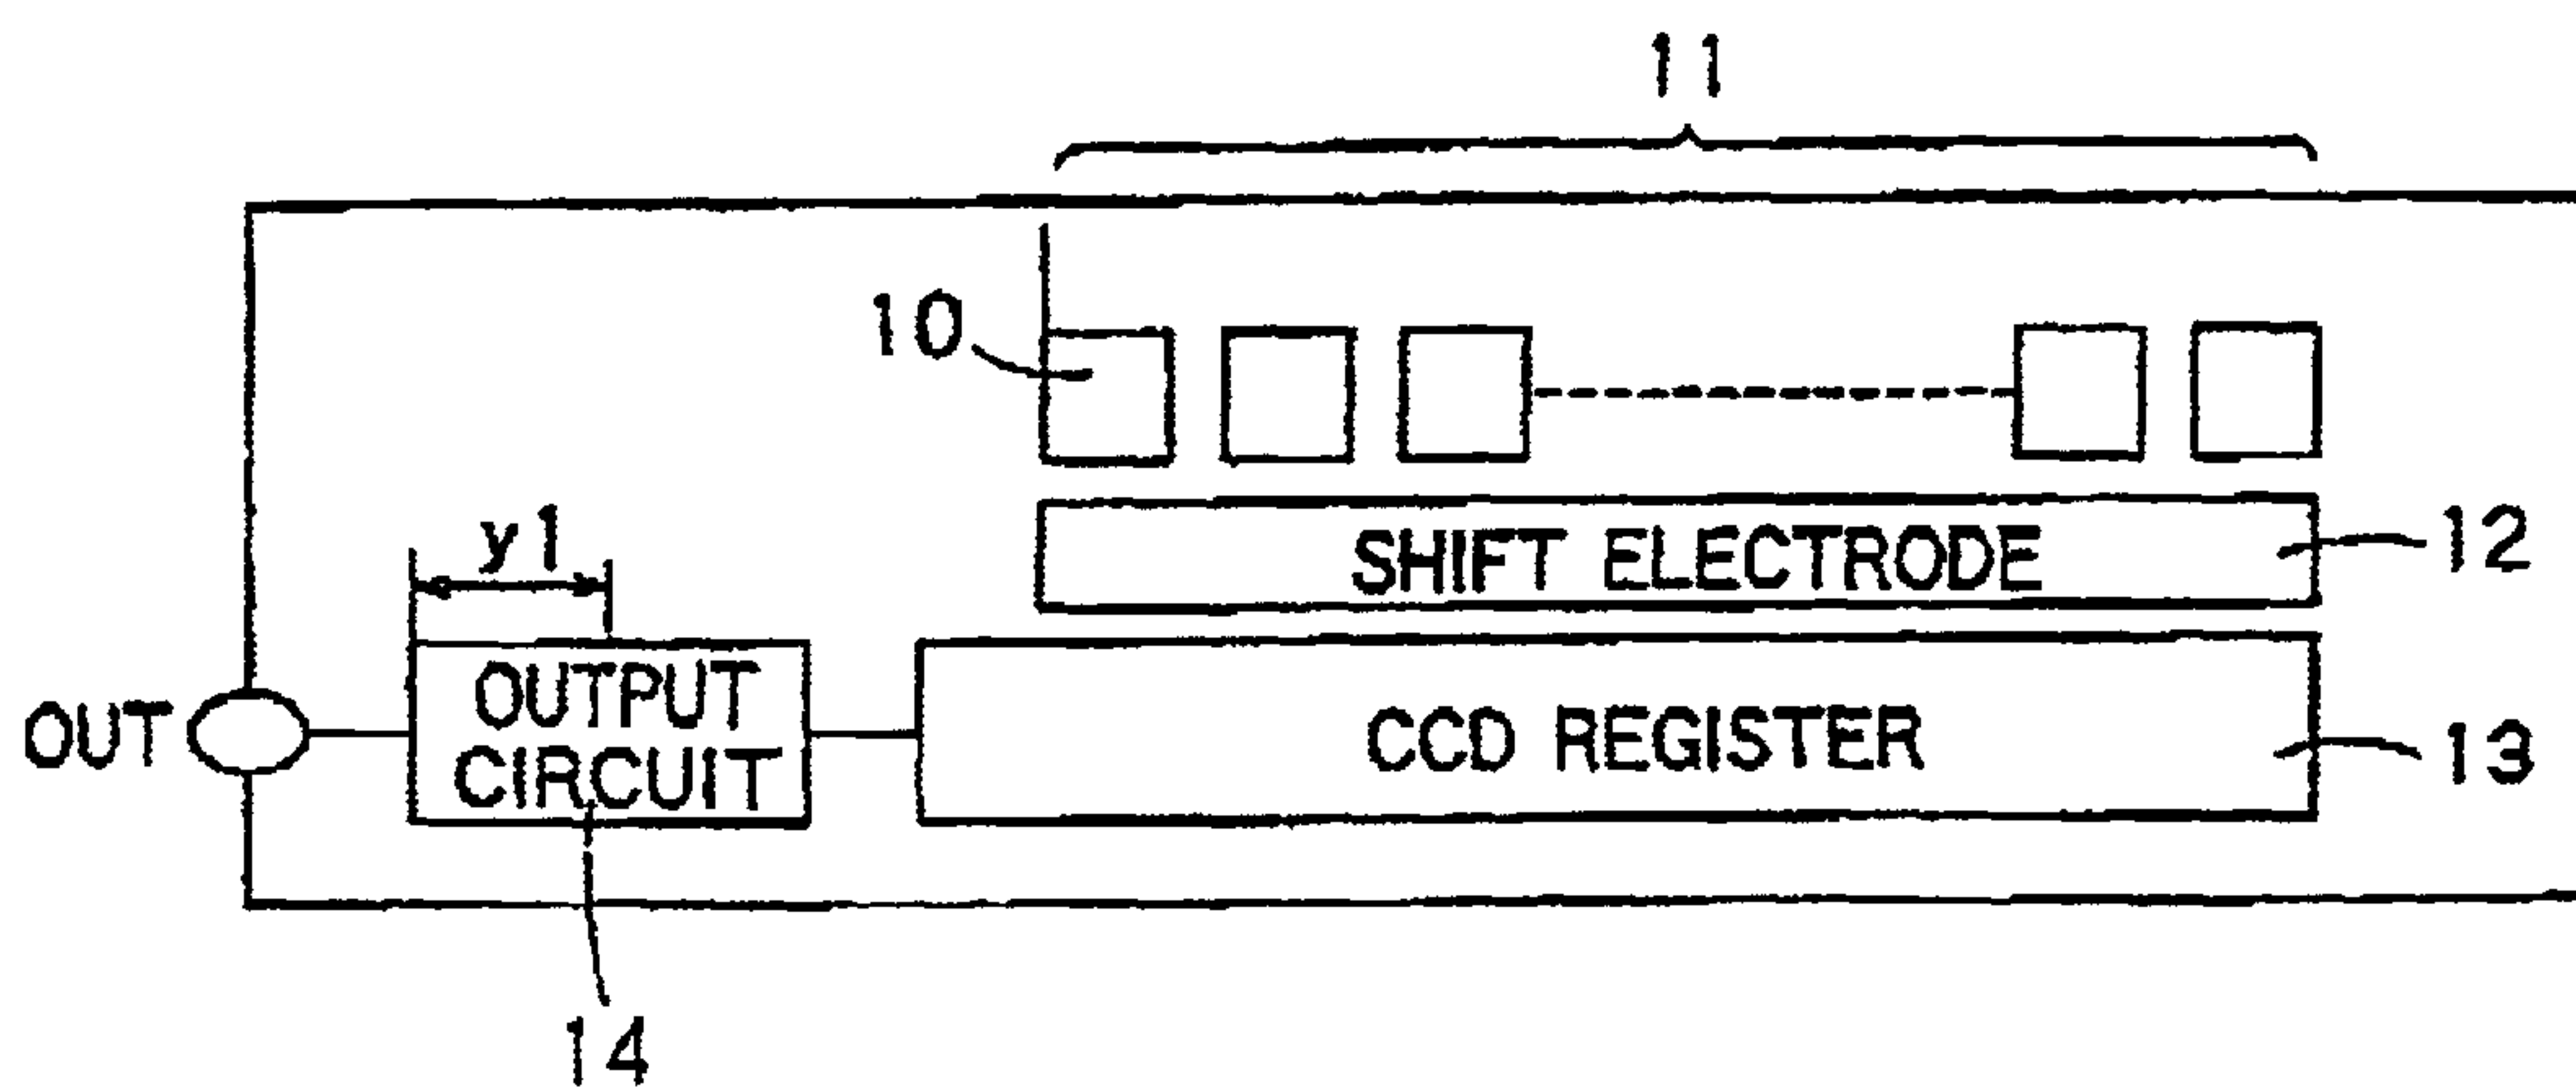 11
10
y1
SHIFT ELECTRODE
12
OUT
OUTPUT
CIRCUIT
CCD REGISTER
13
14